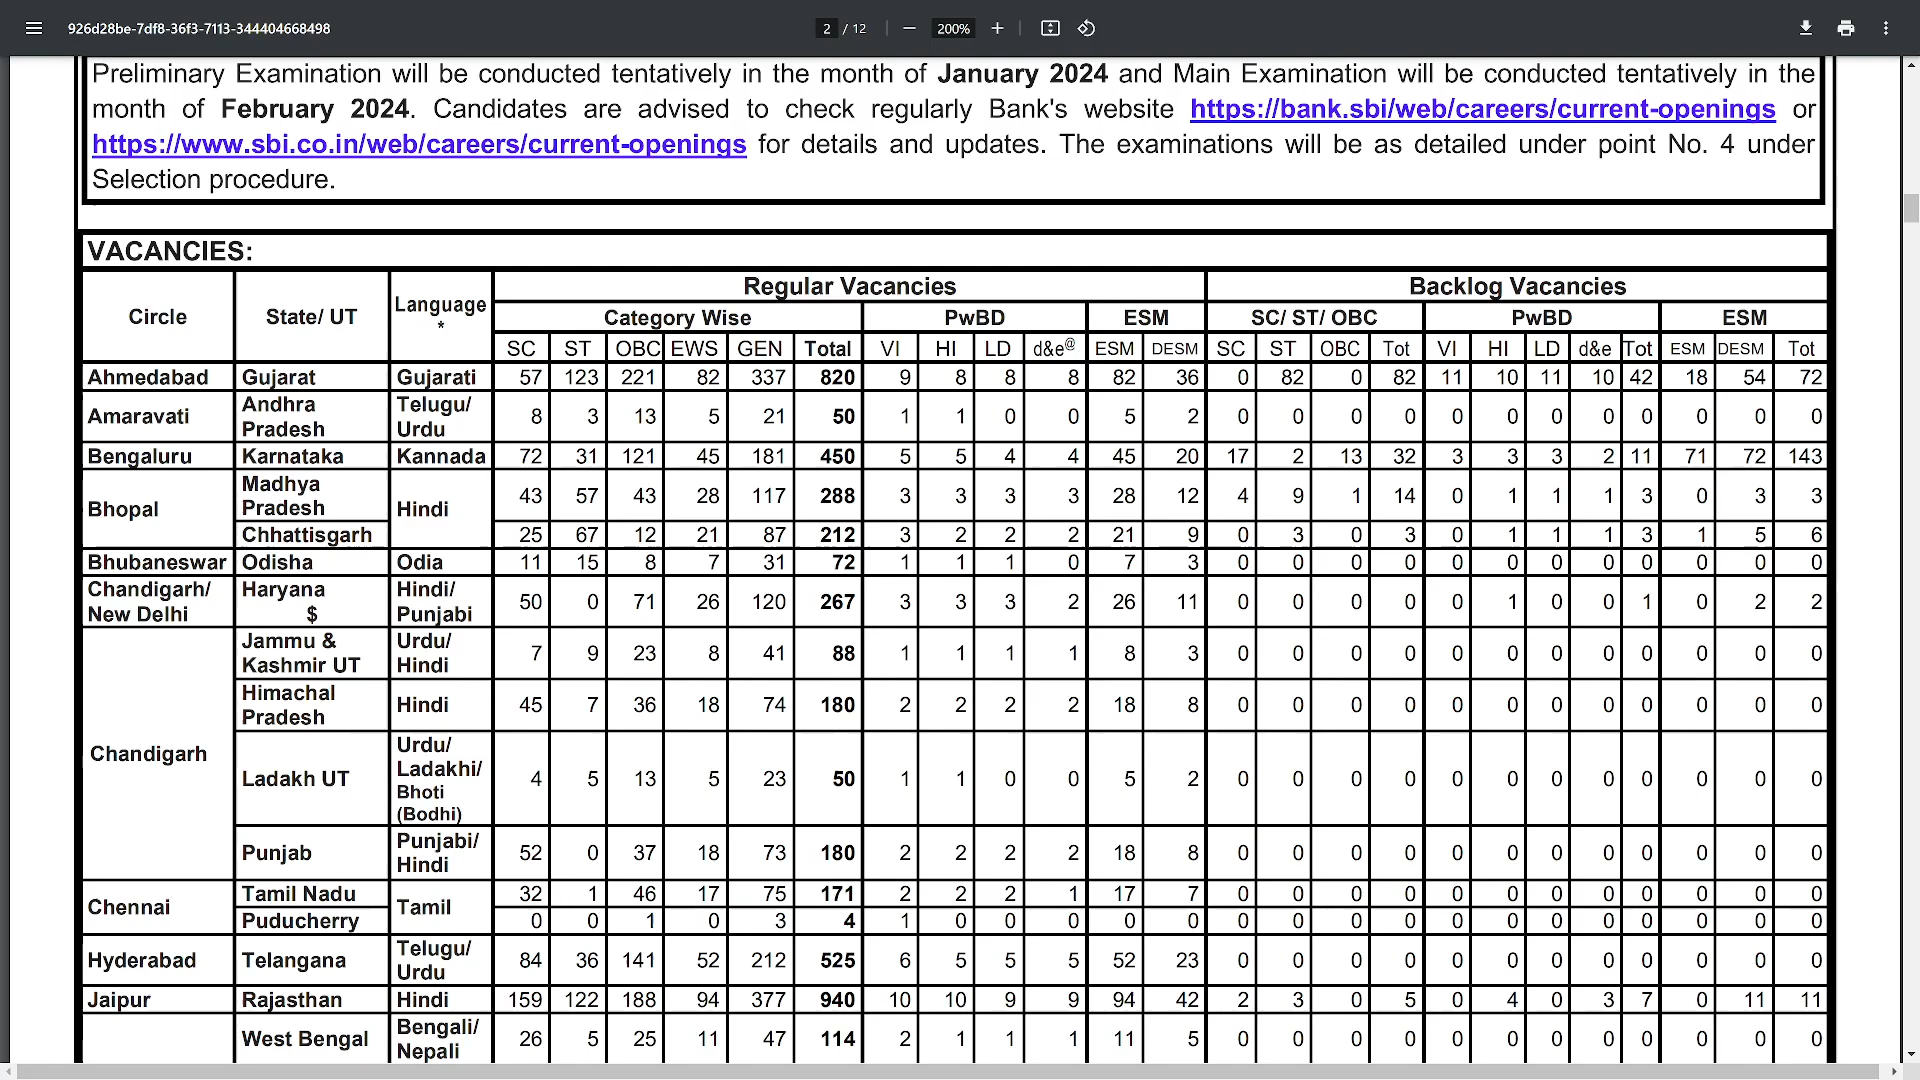 926d28be-7df8-36f3-7113-344404668498 2 / 12 200%
Preliminary Examination will be conducted tentatively in the month of January 2024 and Main Examination will be conducted tentatively in the
month of February 2024. Candidates are advised to check regularly Bank's website https://bank.sbi/web/careers/current-openings or
https://www.sbi.co.in/web/careers/current-openings for details and updates. The examinations will be as detailed under point No. 4 under
Selection procedure.
VACANCIES:
Circle State/ UT Language * Regular Vacancies Backlog Vacancies
Category Wise PwBD ESM SC/ ST/ OBC PwBD ESM
SC ST OBC EWS GEN Total VI HI LD d&e@ ESM DESM SC ST OBC Tot VI HI LD d&e Tot ESM DESM Tot
Ahmedabad Gujarat Gujarati 57 123 221 82 337 820 9 8 8 8 82 36 0 82 0 82 11 10 11 10 42 18 54 72
Amaravati Andhra Pradesh Telugu/ Urdu 8 3 13 5 21 50 1 1 0 0 5 2 0 0 0 0 0 0 0 0 0 0 0 0
Bengaluru Karnataka Kannada 72 31 121 45 181 450 5 5 4 4 45 20 17 2 13 32 3 3 3 2 11 71 72 143
Bhopal Madhya Pradesh Hindi 43 57 43 28 117 288 3 3 3 3 28 12 4 9 1 14 0 1 1 1 3 0 3 3
Chhattisgarh 25 67 12 21 87 212 3 2 2 2 21 9 0 3 0 3 0 1 1 1 3 1 5 6
Bhubaneswar Odisha Odia 11 15 8 7 31 72 1 1 1 0 7 3 0 0 0 0 0 0 0 0 0 0 0 0
Chandigarh/ New Delhi Haryana $ Hindi/ Punjabi 50 0 71 26 120 267 3 3 3 2 26 11 0 0 0 0 0 1 0 0 1 0 2 2
Chandigarh Jammu & Kashmir UT Urdu/ Hindi 7 9 23 8 41 88 1 1 1 1 8 3 0 0 0 0 0 0 0 0 0 0 0 0
Himachal Pradesh Hindi 45 7 36 18 74 180 2 2 2 2 18 8 0 0 0 0 0 0 0 0 0 0 0 0
Ladakh UT Urdu/ Ladakhi/ Bhoti (Bodhi) 4 5 13 5 23 50 1 1 0 0 5 2 0 0 0 0 0 0 0 0 0 0 0 0
Punjab Punjabi/ Hindi 52 0 37 18 73 180 2 2 2 2 18 8 0 0 0 0 0 0 0 0 0 0 0 0
Chennai Tamil Nadu Tamil 32 1 46 17 75 171 2 2 2 1 17 7 0 0 0 0 0 0 0 0 0 0 0 0
Puducherry 0 0 1 0 3 4 1 0 0 0 0 0 0 0 0 0 0 0 0 0 0 0 0 0
Hyderabad Telangana Telugu/ Urdu 84 36 141 52 212 525 6 5 5 5 52 23 0 0 0 0 0 0 0 0 0 0 0 0
Jaipur Rajasthan Hindi 159 122 188 94 377 940 10 10 9 9 94 42 2 3 0 5 0 4 0 3 7 0 11 11
West Bengal Bengali/ Nepali 26 5 25 11 47 114 2 1 1 1 11 5 0 0 0 0 0 0 0 0 0 0 0 0